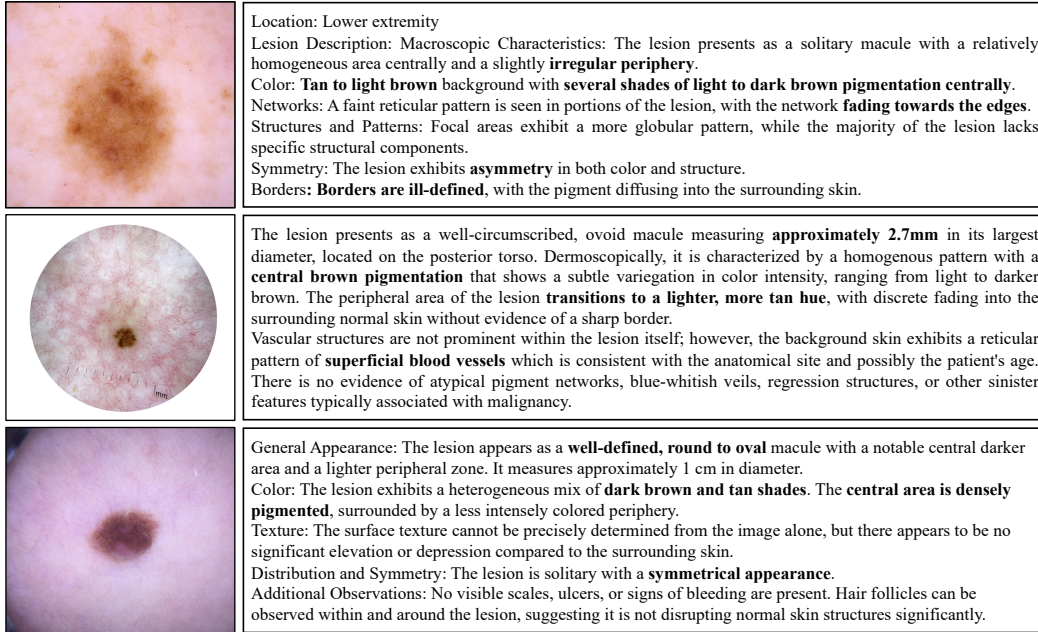 Location: Lower extremity
Lesion Description: Macroscopic Characteristics: The lesion presents as a solitary macule with a relatively
homogeneous area centrally and a slightly irregular periphery.
Color: Tan to light brown background with several shades of light to dark brown pigmentation centrally.
Networks: A faint reticular pattern is seen in portions of the lesion, with the network fading towards the edges.
Structures and Patterns: Focal areas exhibit a more globular pattern, while the majority of the lesion lacks
specific structural components.
Symmetry: The lesion exhibits asymmetry in both color and structure.
Borders: Borders are ill-defined, with the pigment diffusing into the surrounding skin.
The lesion presents as a well-circumscribed, ovoid macule measuring approximately 2.7mm in its largest
diameter, located on the posterior torso. Dermoscopically, it is characterized by a homogenous pattern with a
central brown pigmentation that shows a subtle variegation in color intensity, ranging from light to darker
brown. The peripheral area of the lesion transitions to a lighter, more tan hue, with discrete fading into the
surrounding normal skin without evidence of a sharp border.
Vascular structures are not prominent within the lesion itself; however, the background skin exhibits a reticular
pattern of superficial blood vessels which is consistent with the anatomical site and possibly the patient's age.
There is no evidence of atypical pigment networks, blue-whitish veils, regression structures, or other sinister
features typically associated with malignancy.
mm
General Appearance: The lesion appears as a well-defined, round to oval macule with a notable central darker
area and a lighter peripheral zone. It measures approximately 1 cm in diameter.
Color: The lesion exhibits a heterogeneous mix of dark brown and tan shades. The central area is densely
pigmented, surrounded by a less intensely colored periphery.
Texture: The surface texture cannot be precisely determined from the image alone, but there appears to be no
significant elevation or depression compared to the surrounding skin.
Distribution and Symmetry: The lesion is solitary with a symmetrical appearance.
Additional Observations: No visible scales, ulcers, or signs of bleeding are present. Hair follicles can be
observed within and around the lesion, suggesting it is not disrupting normal skin structures significantly.